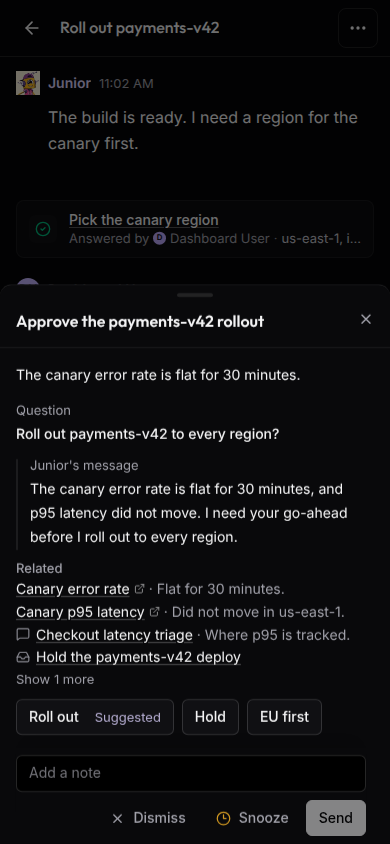 Roll out payments-v42
Junior 11:02 AM
The build is ready. I need a region for the
canary first.
Pick the canary region
Answered by D Dashboard User · us-east-1, i...
Approve the payments-v42 rollout
The canary error rate is flat for 30 minutes.
Question
Roll out payments-v42 to every region?
Junior's message
The canary error rate is flat for 30 minutes, and
p95 latency did not move. I need your go-ahead
before I roll out to every region.
Related
Canary error rate · Flat for 30 minutes.
Canary p95 latency · Did not move in us-east-1.
Checkout latency triage · Where p95 is tracked.
Hold the payments-v42 deploy
Show 1 more
Roll out Suggested Hold EU first
Add a note
Dismiss Snooze Send